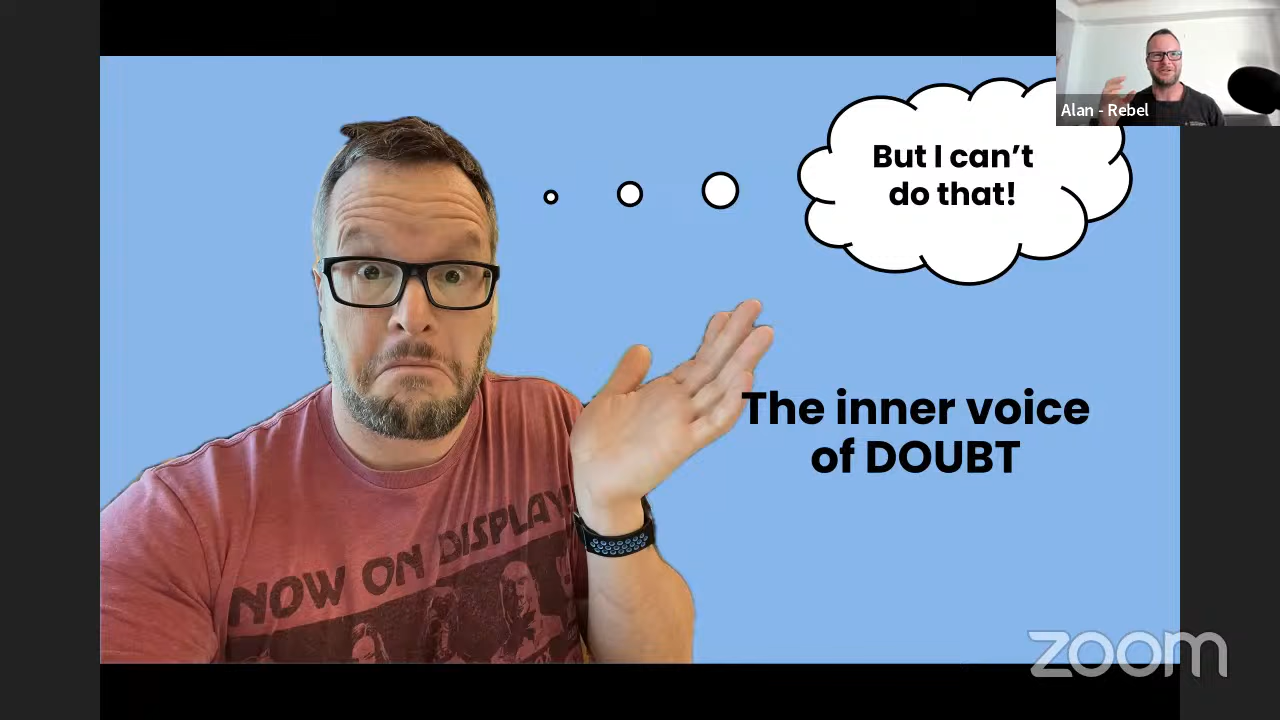 Alan - Rebel
But I can't
do that!
The inner voice
of DOUBT
NOW ON DISPLAY!
zoom